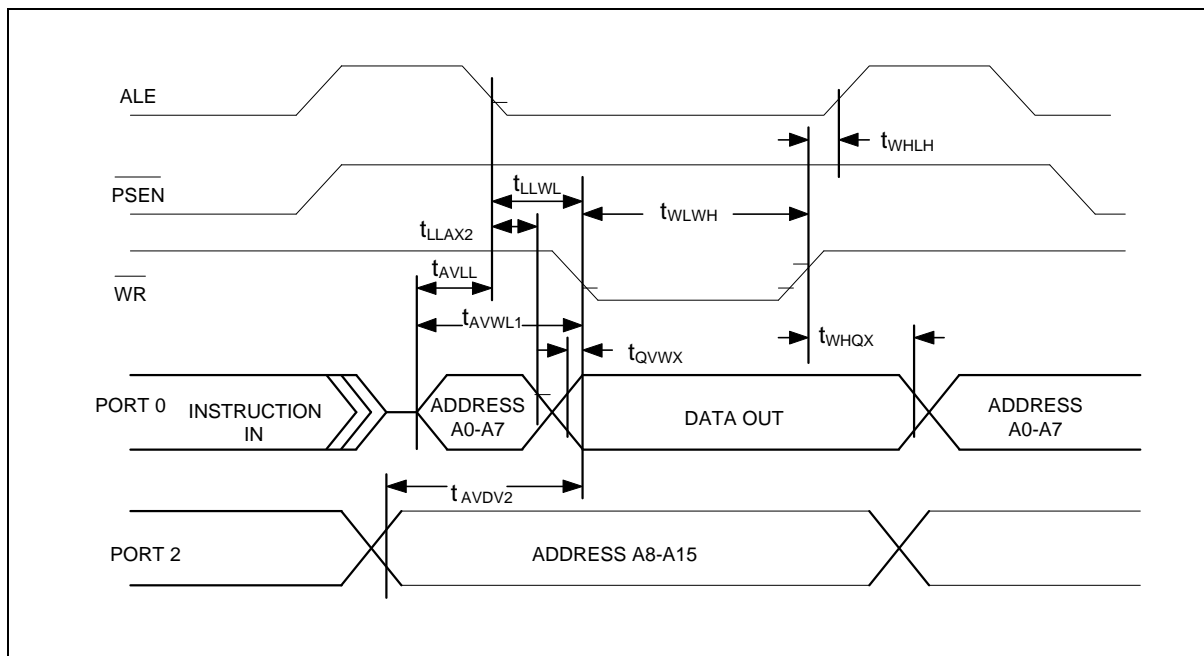 ALE
tWHLH
PSEN
tLLWL
tWLWH
tLLAX2
tAVLL
WR
tAVWL1
tWHQX
tQVWX
PORT 0
INSTRUCTION
IN
ADDRESS
A0-A7
DATA OUT
ADDRESS
A0-A7
tAVDV2
PORT 2
ADDRESS A8-A15